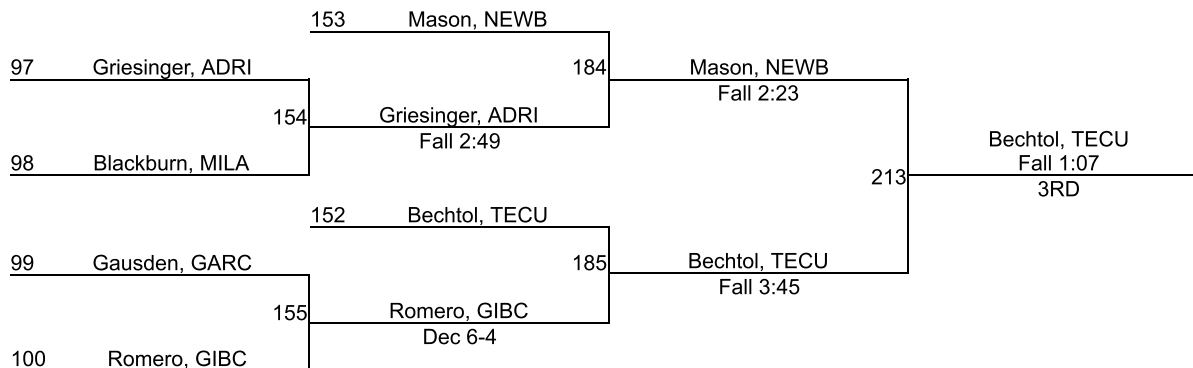 153 Mason, NEWB
97 Griesinger, ADRI
184 Mason, NEWB
Fall 2:23
154 Griesinger, ADRI
Fall 2:49
98 Blackburn, MILA
213 Bechtol, TECU
Fall 1:07
3RD
152 Bechtol, TECU
99 Gausden, GARC
185 Bechtol, TECU
Fall 3:45
155 Romero, GIBC
Dec 6-4
100 Romero, GIBC